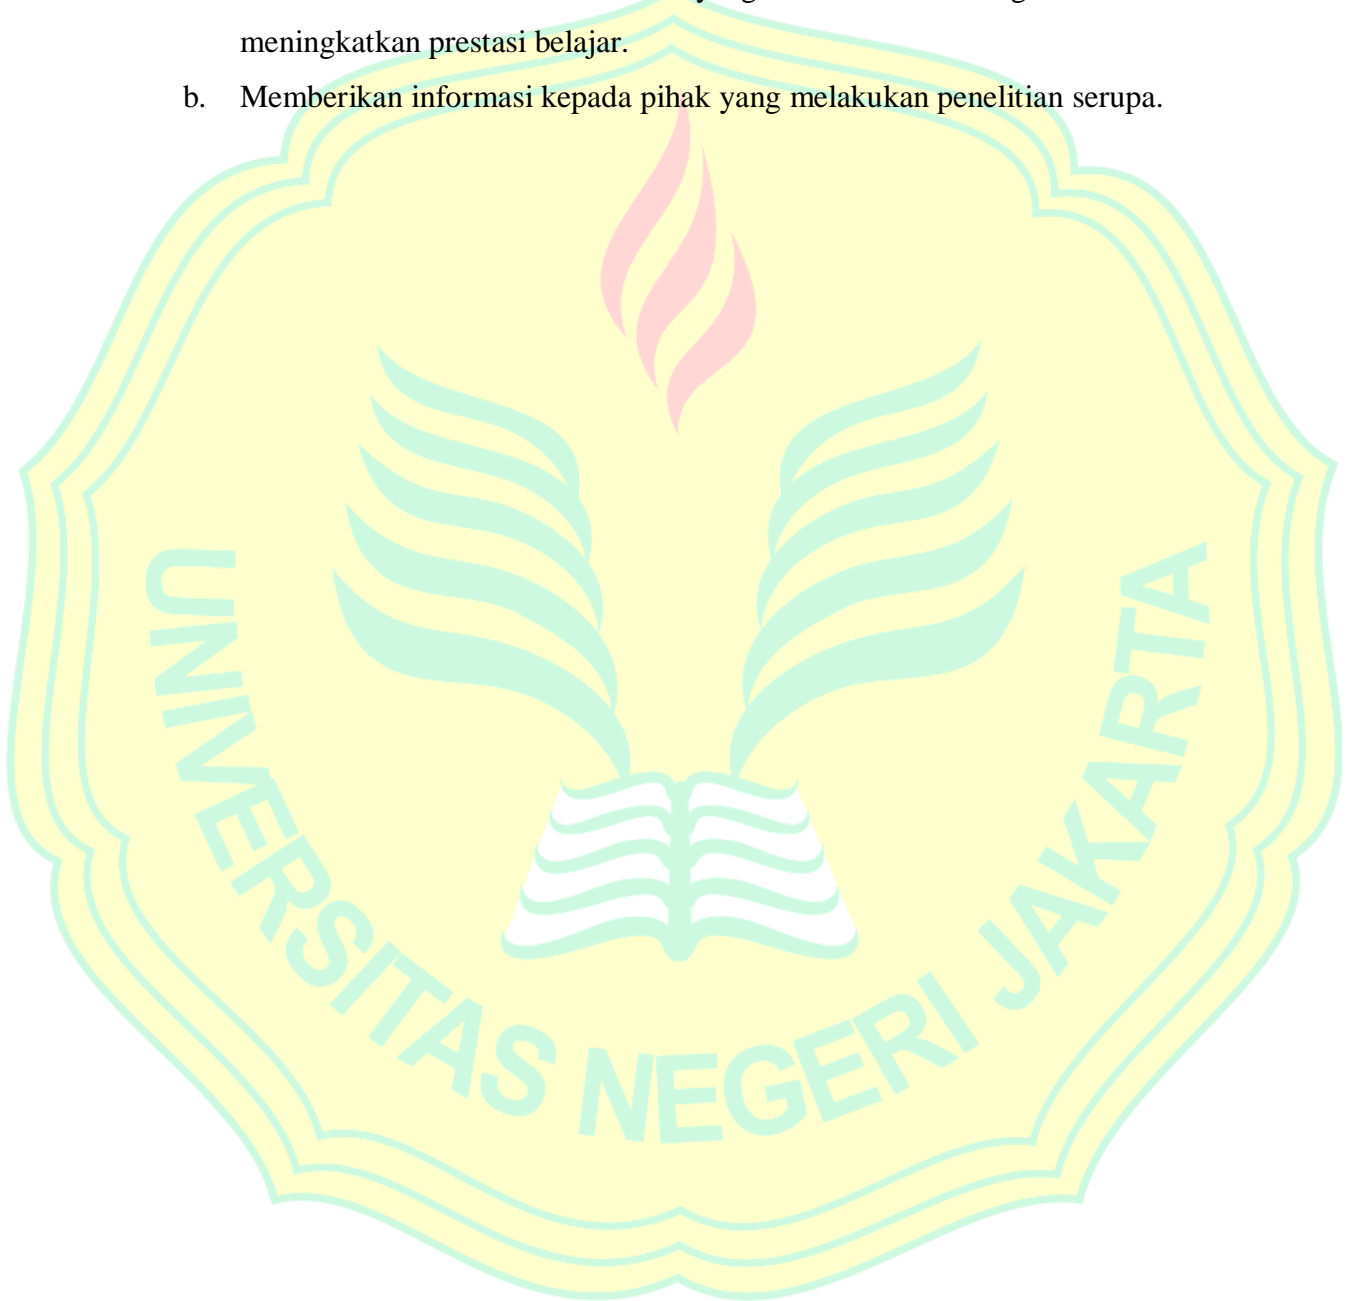 meningkatkan prestasi belajar.
b. Memberikan informasi kepada pihak yang melakukan penelitian serupa.
UNIVERSITAS NEGERI JAKARTA